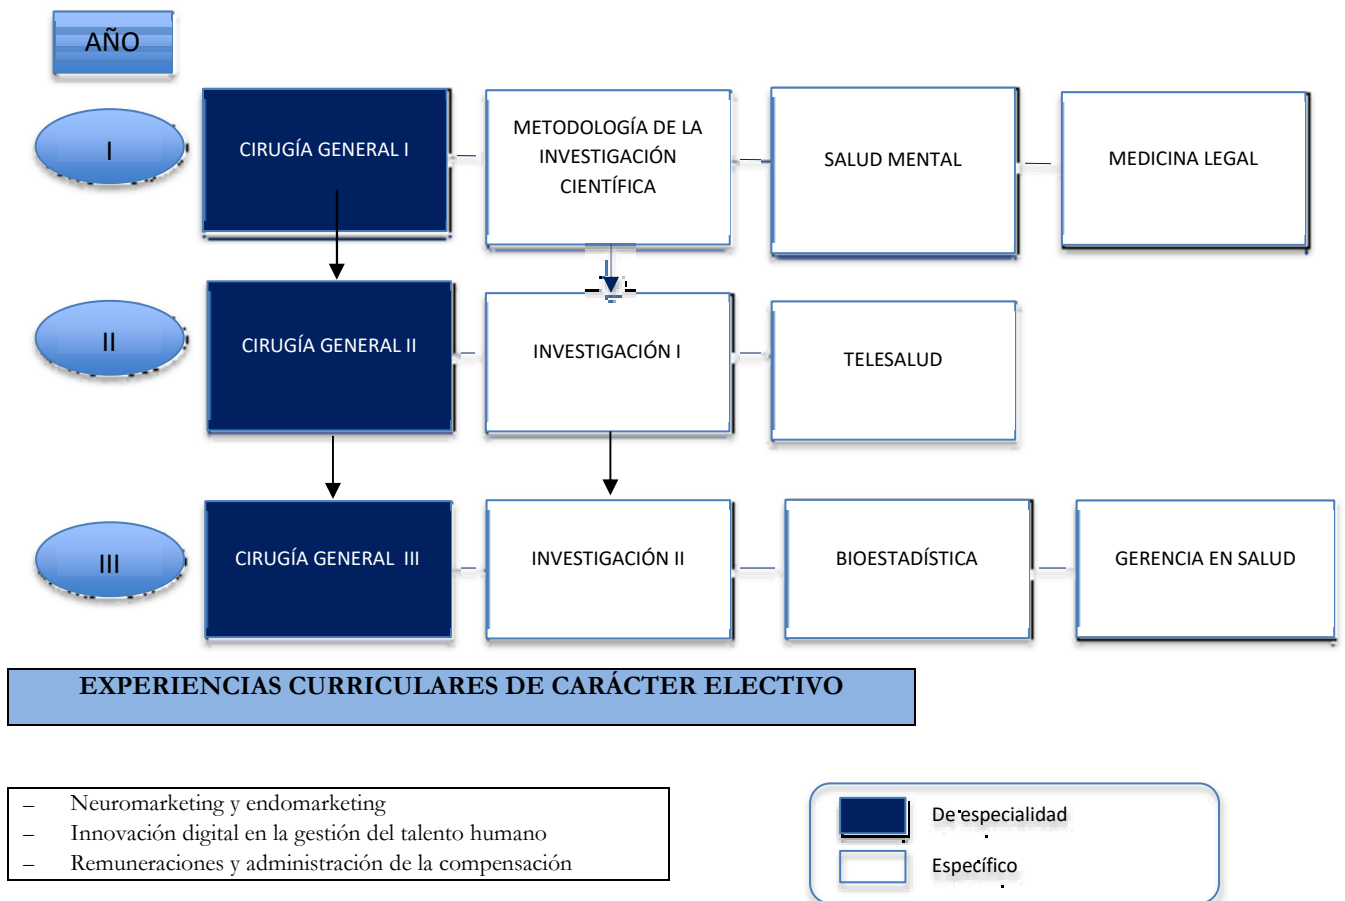 AÑO
I
CIRUGÍA GENERAL I
METODOLOGÍA DE LA
INVESTIGACIÓN
CIENTÍFICA
SALUD MENTAL
MEDICINA LEGAL
II
CIRUGÍA GENERAL II
INVESTIGACIÓN I
TELESALUD
III
CIRUGÍA GENERAL  III
INVESTIGACIÓN II
BIOESTADÍSTICA
GERENCIA EN SALUD
EXPERIENCIAS CURRICULARES DE CARÁCTER ELECTIVO
– Neuromarketing y endomarketing
– Innovación digital en la gestión del talento humano
– Remuneraciones y administración de la compensación
De especialidad
Específico